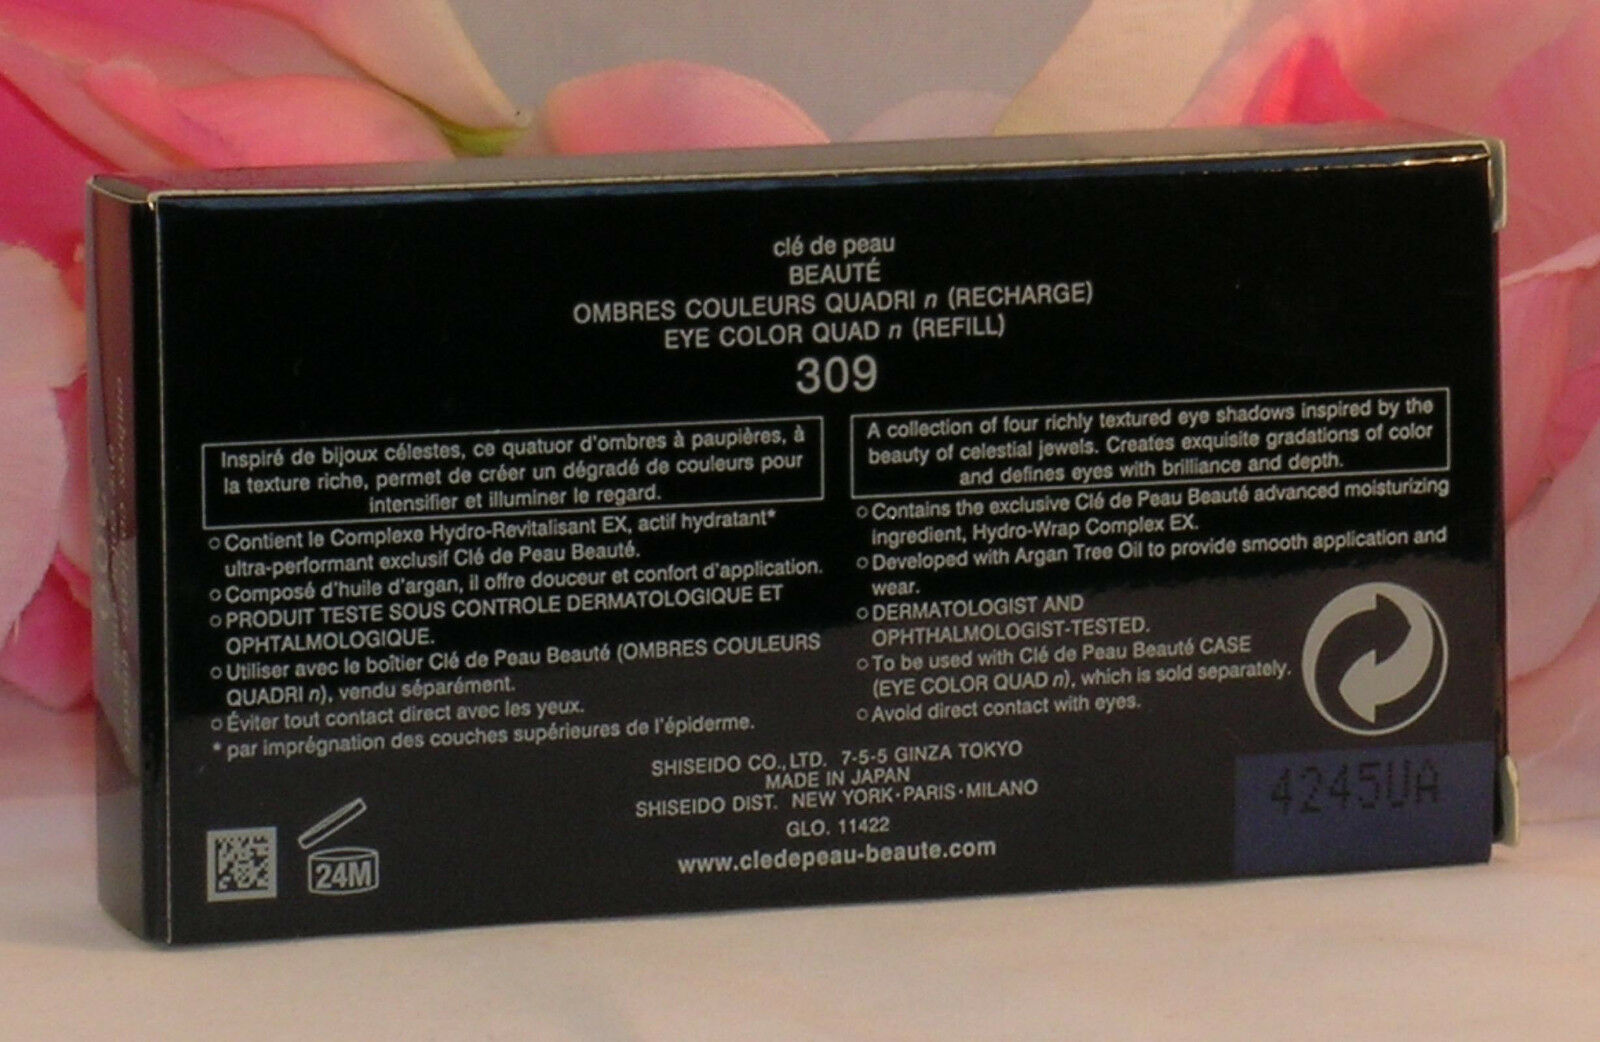 clé de peau
BEAUTÉ
OMBRES COULEURS QUADRI n (RECHARGE)
EYE COLOR QUAD n (REFILL)
309
Inspiré de bijoux célestes, ce quatuor d'ombres à paupières, à
la texture riche, permet de créer un dégradé de couleurs pour
intensifier et illuminer le regard.
○ Contient le Complexe Hydro-Revitalisant EX, actif hydratant*
ultra-performant exclusif Clé de Peau Beauté.
○ Composé d'huile d'argan, il offre douceur et confort d'application.
○ PRODUIT TESTE SOUS CONTROLE DERMATOLOGIQUE ET
OPHTALMOLOGIQUE.
○ Utiliser avec le boîtier Clé de Peau Beauté (OMBRES COULEURS
QUADRI n), vendu séparément.
○ Éviter tout contact direct avec les yeux.
* par imprégnation des couches supérieures de l'épiderme.
A collection of four richly textured eye shadows inspired by the
beauty of celestial jewels. Creates exquisite gradations of color
and defines eyes with brilliance and depth.
○ Contains the exclusive Clé de Peau Beauté advanced moisturizing
ingredient, Hydro-Wrap Complex EX.
○ Developed with Argan Tree Oil to provide smooth application and
wear.
○ DERMATOLOGIST AND
OPHTHALMOLOGIST-TESTED.
○ To be used with Clé de Peau Beauté CASE
(EYE COLOR QUAD n), which is sold separately.
○ Avoid direct contact with eyes.
SHISEIDO CO., LTD. 7-5-5 GINZA TOKYO
MADE IN JAPAN
SHISEIDO DIST. NEW YORK·PARIS·MILANO
GLO. 11422
www.cledepeau-beaute.com
24M
4245UA